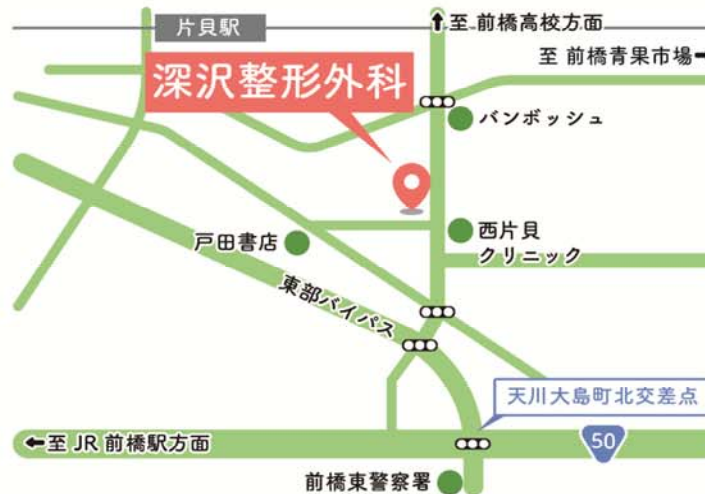 片貝駅
至 前橋高校方面
至 前橋青果市場
深沢整形外科
バンボッシュ
戸田書店
西片貝
クリニック
東部バイパス
天川大島町北交差点
至 JR 前橋駅方面
50
前橋東警察署